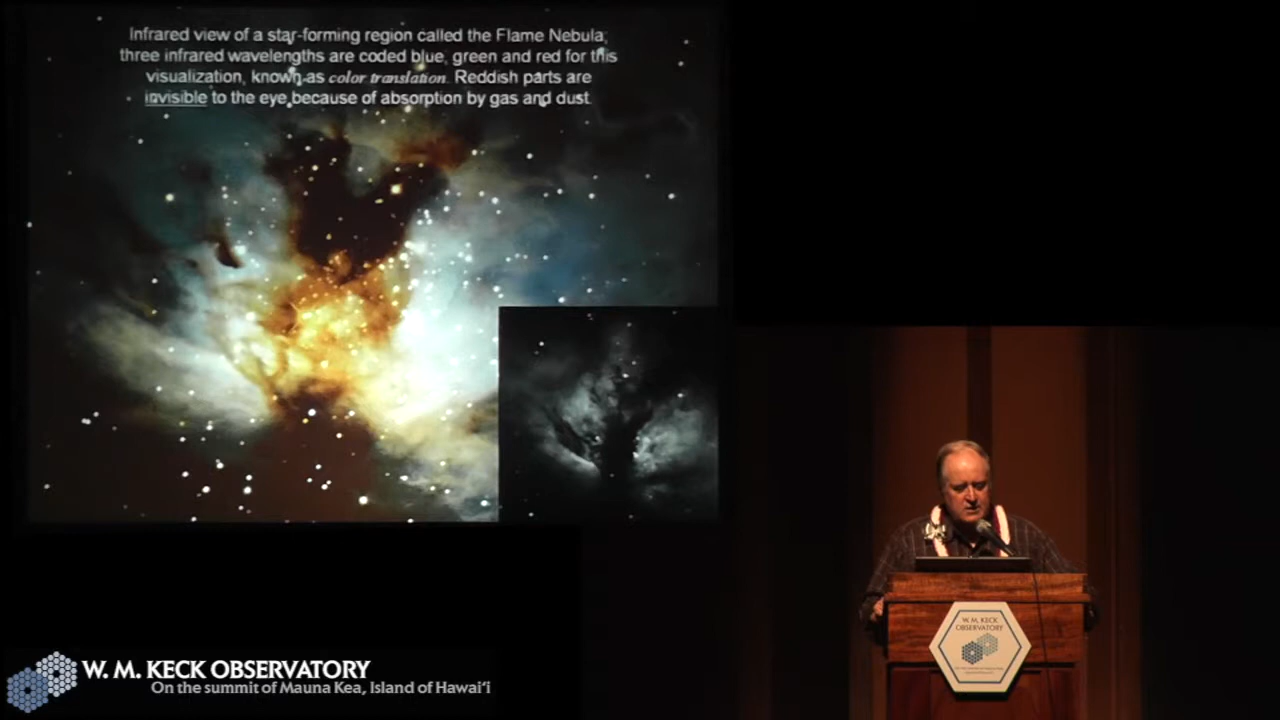 Infrared view of a star-forming region called the Flame Nebula;
three infrared wavelengths are coded blue, green and red for this
visualization, known as color translation. Reddish parts are
invisible to the eye because of absorption by gas and dust.
W. M. KECK
OBSERVATORY
W. M. KECK OBSERVATORY
On the summit of Mauna Kea, Island of Hawai‘i